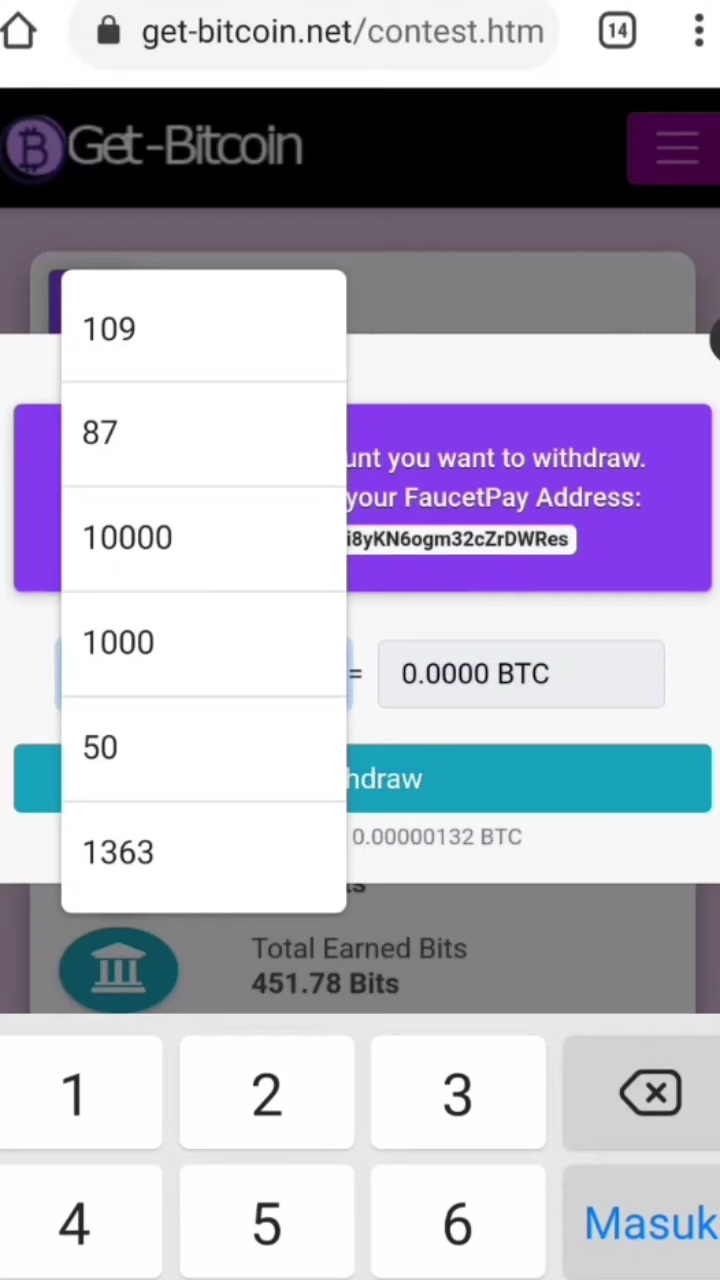 get-bitcoin.net/contest.htm
14
Get-Bitcoin
109
87
10000
1000
50
1363
you want to withdraw.
your FaucetPay Address:
i8yKN6ogm32cZrDWRes
= 0.0000 BTC
0.00000132 BTC
Total Earned Bits
451.78 Bits
1 2 3
4 5 6 Masuk